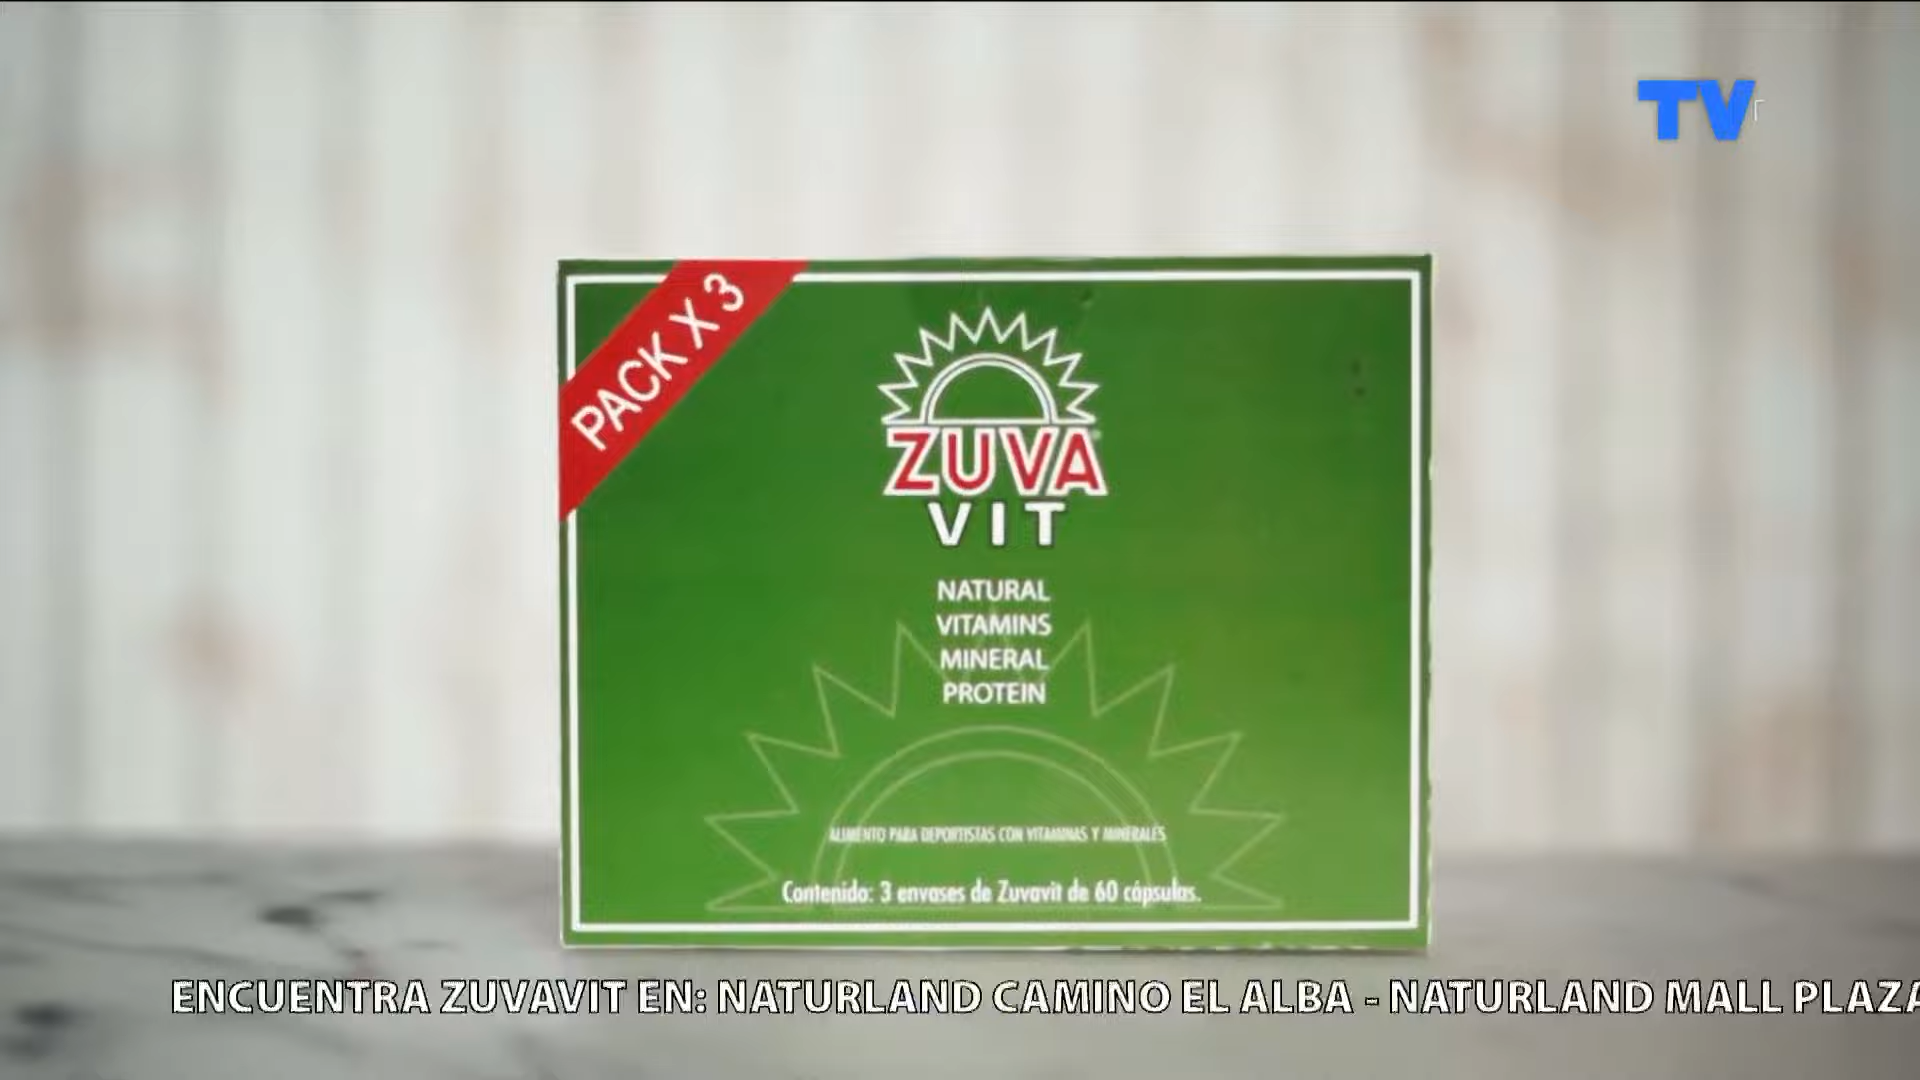 TV
PACK X 3
ZUVA
VIT
NATURAL
VITAMINS
MINERAL
PROTEIN
ALIMENTO PARA DEPORTISTAS CON VITAMINAS Y MINERALES
Contenido: 3 envases de Zuvavit de 60 cápsulas.
ENCUENTRA ZUVAVIT EN: NATURLAND CAMINO EL ALBA - NATURLAND MALL PLAZA